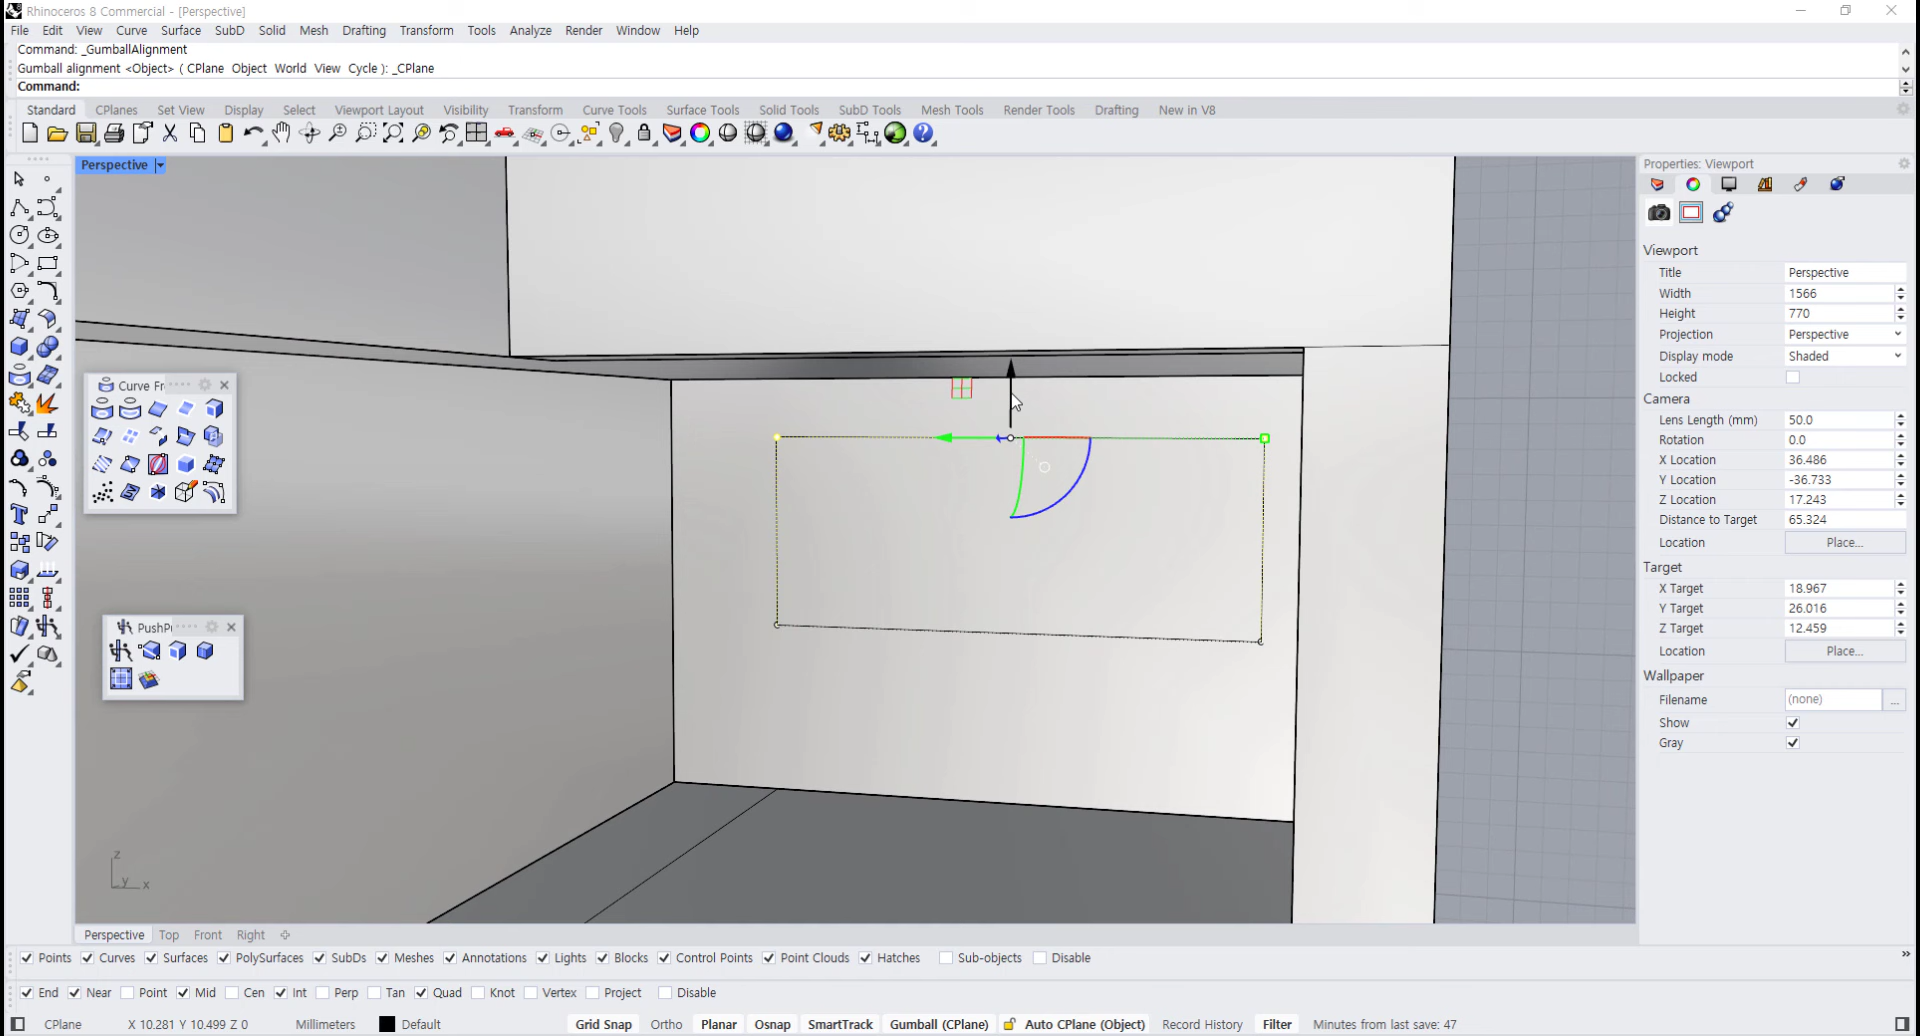 Rhinoceros 8 Commercial - [Perspective]
File Edit View Curve Surface SubD Solid Mesh Drafting Transform Tools Analyze Render Window Help
Command: _GumballAlignment
Gumball alignment <Object> ( CPlane Object World View Cycle ): _CPlane
Command:
Standard CPlanes Set View Display Select Viewport Layout Visibility Transform Curve Tools Surface Tools Solid Tools SubD Tools Mesh Tools Render Tools Drafting New in V8
Perspective
Properties: Viewport
Viewport
Title Perspective
Width 1566
Height 770
Projection Perspective
Display mode Shaded
Locked
Camera
Lens Length (mm) 50.0
Rotation 0.0
X Location 36.486
Y Location -36.733
Z Location 17.243
Distance to Target 65.324
Location Place...
Target
X Target 18.967
Y Target 26.016
Z Target 12.459
Location Place...
Wallpaper
Filename (none) ...
Show
Gray
Curve Fr
PushP
z
y x
Perspective Top Front Right
Points Curves Surfaces PolySurfaces SubDs Meshes Annotations Lights Blocks Control Points Point Clouds Hatches Sub-objects Disable
End Near Point Mid Cen Int Perp Tan Quad Knot Vertex Project Disable
CPlane X 10.281 Y 10.499 Z 0 Millimeters Default Grid Snap Ortho Planar Osnap SmartTrack Gumball (CPlane) Auto CPlane (Object) Record History Filter Minutes from last save: 47